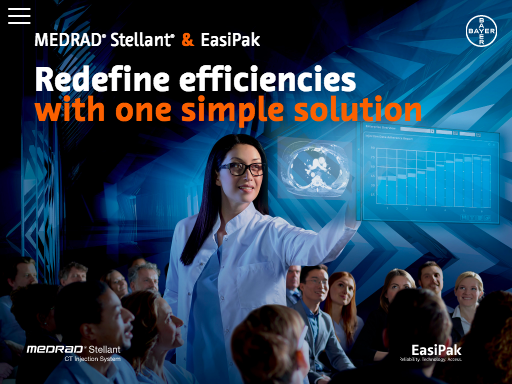 MEDRAD® Stellant® & EasiPak
Redefine efficiencies
with one simple solution
BAYER
BAYER
MEDRAD® Stellant
CT Injection System
EasiPak
Reliability. Technology. Access.